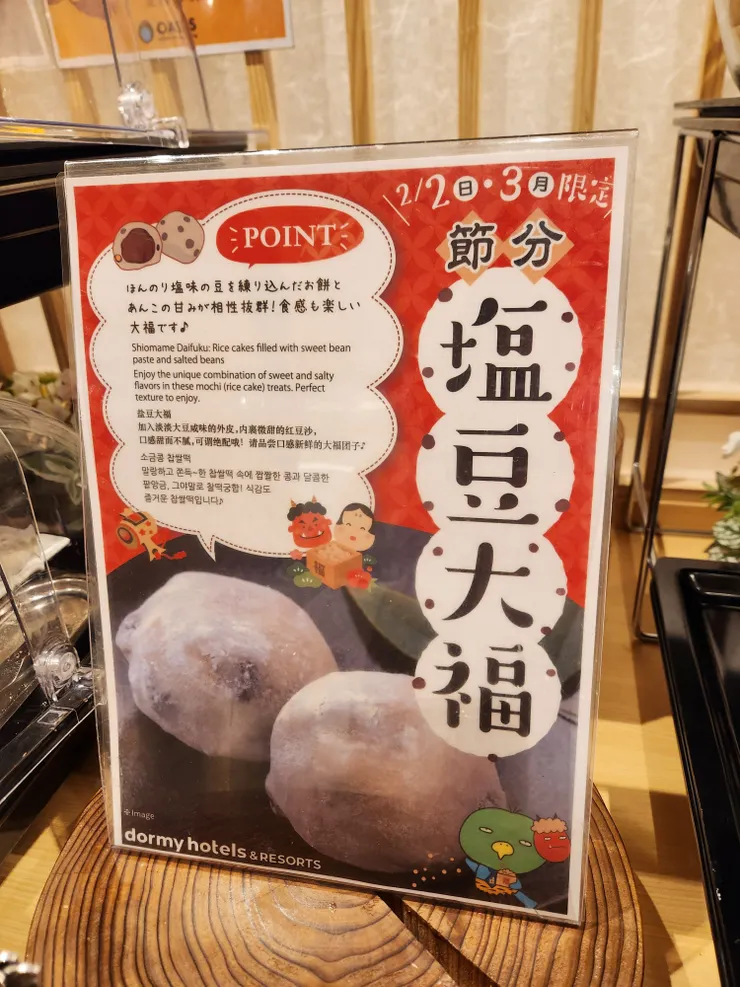 2/2日・3月限定
節分
塩豆大福
POINT
ほんのり塩味の豆を練り込んだお餅と
あんこの甘みが相性抜群!食感も楽しい
大福です♪
Shiomame Daifuku: Rice cakes filled with sweet bean
paste and salted beans
Enjoy the unique combination of sweet and salty
flavors in these mochi (rice cake) treats. Perfect
texture to enjoy.
盐豆大福
加入淡淡大豆咸味的外皮,内裹微甜的红豆沙,
口感甜而不腻,可谓绝配哦! 请品尝口感新鲜的大福团子♪
소금콩 찹쌀떡
말랑하고 쫀득~한 찹쌀떡 속에 짭짤한 콩과 달콤한
팥앙금, 그야말로 찰떡궁합! 식감도
즐거운 찹쌀떡입니다♪
福
※Image
dormy hotels & RESORTS